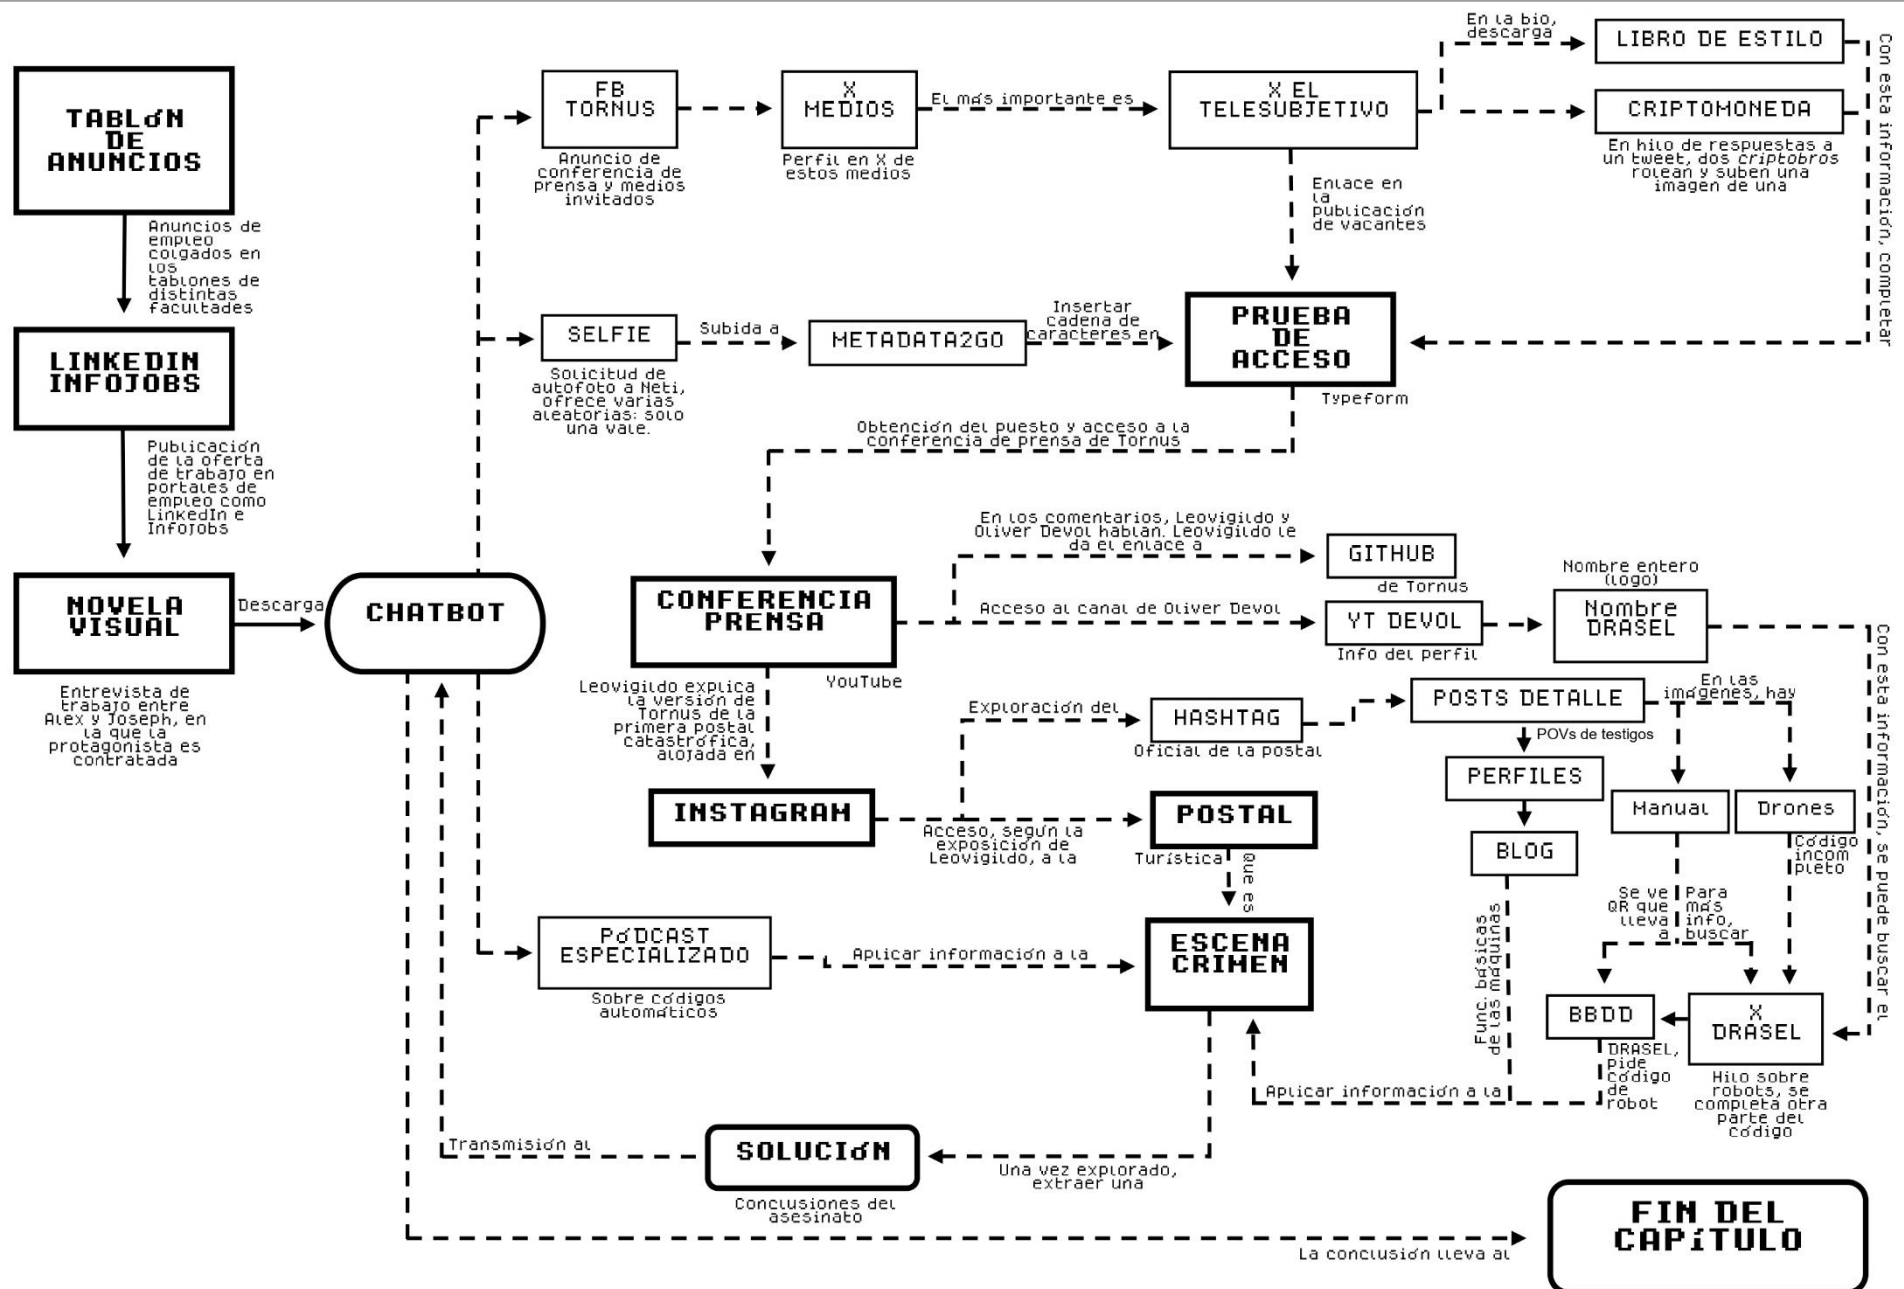 TABLÓN
DE
ANUNCIOS
Anuncios de
empleo
colgados en
los
tablones de
distintas
facultades
LINKEDIN
INFOJOBS
Publicación
de la oferta
de trabajo en
portales de
empleo como
LinkedIn e
Infojobs
NOVELA
VISUAL
Entrevista de
trabajo entre
Alex y Joseph, en
la que la
protagonista es
contratada
Descarga
CHATBOT
FB
TORNUS
Anuncio de
conferencia de
prensa y medios
invitados
X
MEDIOS
Perfil en X de
estos medios
El más importante es
X EL
TELESUBJETIVO
En la bio,
descarga
LIBRO DE ESTILO
CRIPTOMONEDA
En hilo de respuestas a
un tweet, dos criptobros
rolean y suben una
imagen de una
Con esta información, completar
Enlace en
la
publicación
de vacantes
SELFIE
Solicitud de
autofoto a Neti,
ofrece varias
aleatorias: solo
una vale.
Subida a
METADATA2GO
Insertar
cadena de
caracteres en
PRUEBA
DE
ACCESO
Typeform
Obtención del puesto y acceso a la
conferencia de prensa de Tornus
CONFERENCIA
PRENSA
YouTube
En los comentarios, Leovigildo y
Oliver Devol hablan. Leovigildo le
da el enlace a
GITHUB
de Tornus
Acceso al canal de Oliver Devol
YT DEVOL
Info del perfil
Nombre entero
(logo)
Nombre
DRASEL
Con esta información, se puede buscar el
Leovigildo explica
la versión de
Tornus de la
primera postal
catastrófica,
alojada en
INSTAGRAM
Exploración del
HASHTAG
Oficial de la postal
POSTS DETALLE
POVs de testigos
En las
imágenes, hay
PERFILES
BLOG
Manual
Drones
Código
incom
pleto
Acceso, según la
exposición de
Leovigildo, a la
POSTAL
Turística
Que es
ESCENA
CRIMEN
Func. básicas
de las máquinas
Se ve
QR que
lleva
a
Para
más
info,
buscar
BBDD
DRASEL,
pide
código
de
robot
X
DRASEL
Hilo sobre
robots, se
completa otra
parte del
código
PÓDCAST
ESPECIALIZADO
Sobre códigos
automáticos
Aplicar información a la
Aplicar información a la
Una vez explorado,
extraer una
SOLUCIÓN
Conclusiones del
asesinato
Transmisión al
La conclusión lleva al
FIN DEL
CAPÍTULO